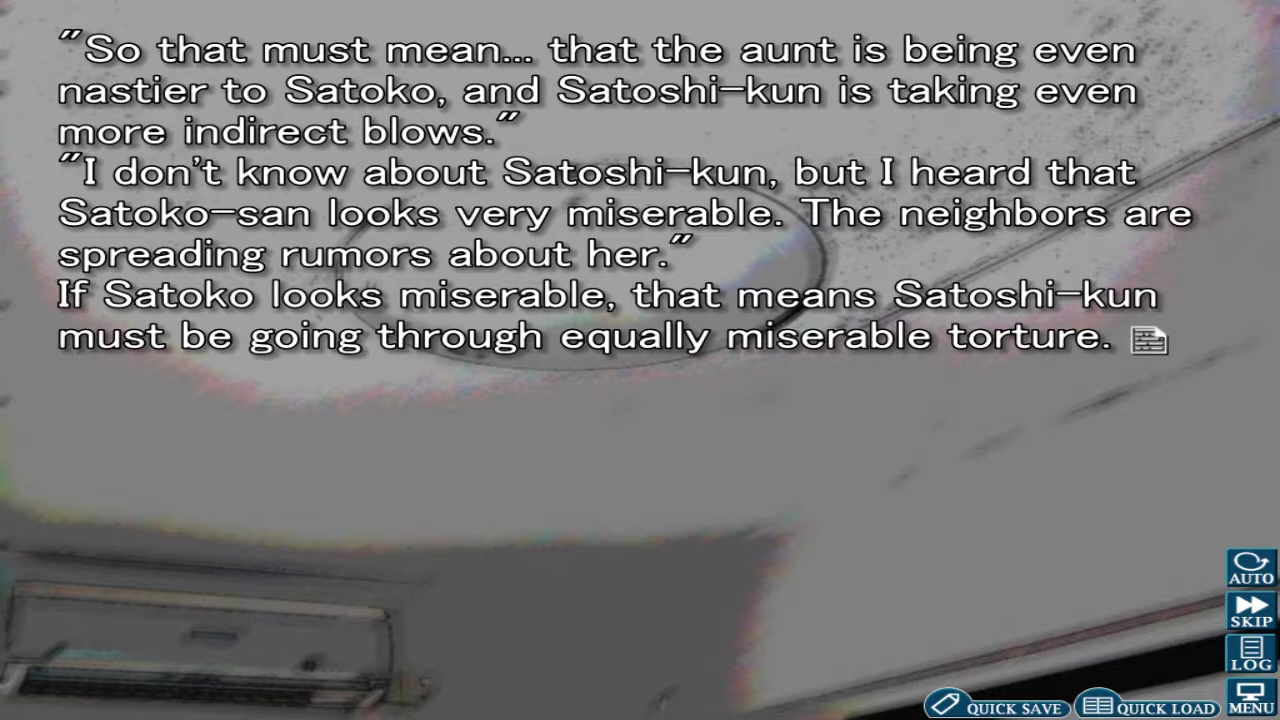 "So that must mean... that the aunt is being even
nastier to Satoko, and Satoshi-kun is taking even
more indirect blows."
"I don't know about Satoshi-kun, but I heard that
Satoko-san looks very miserable. The neighbors are
spreading rumors about her."
If Satoko looks miserable, that means Satoshi-kun
must be going through equally miserable torture.
AUTO
SKIP
LOG
MENU
QUICK SAVE
QUICK LOAD